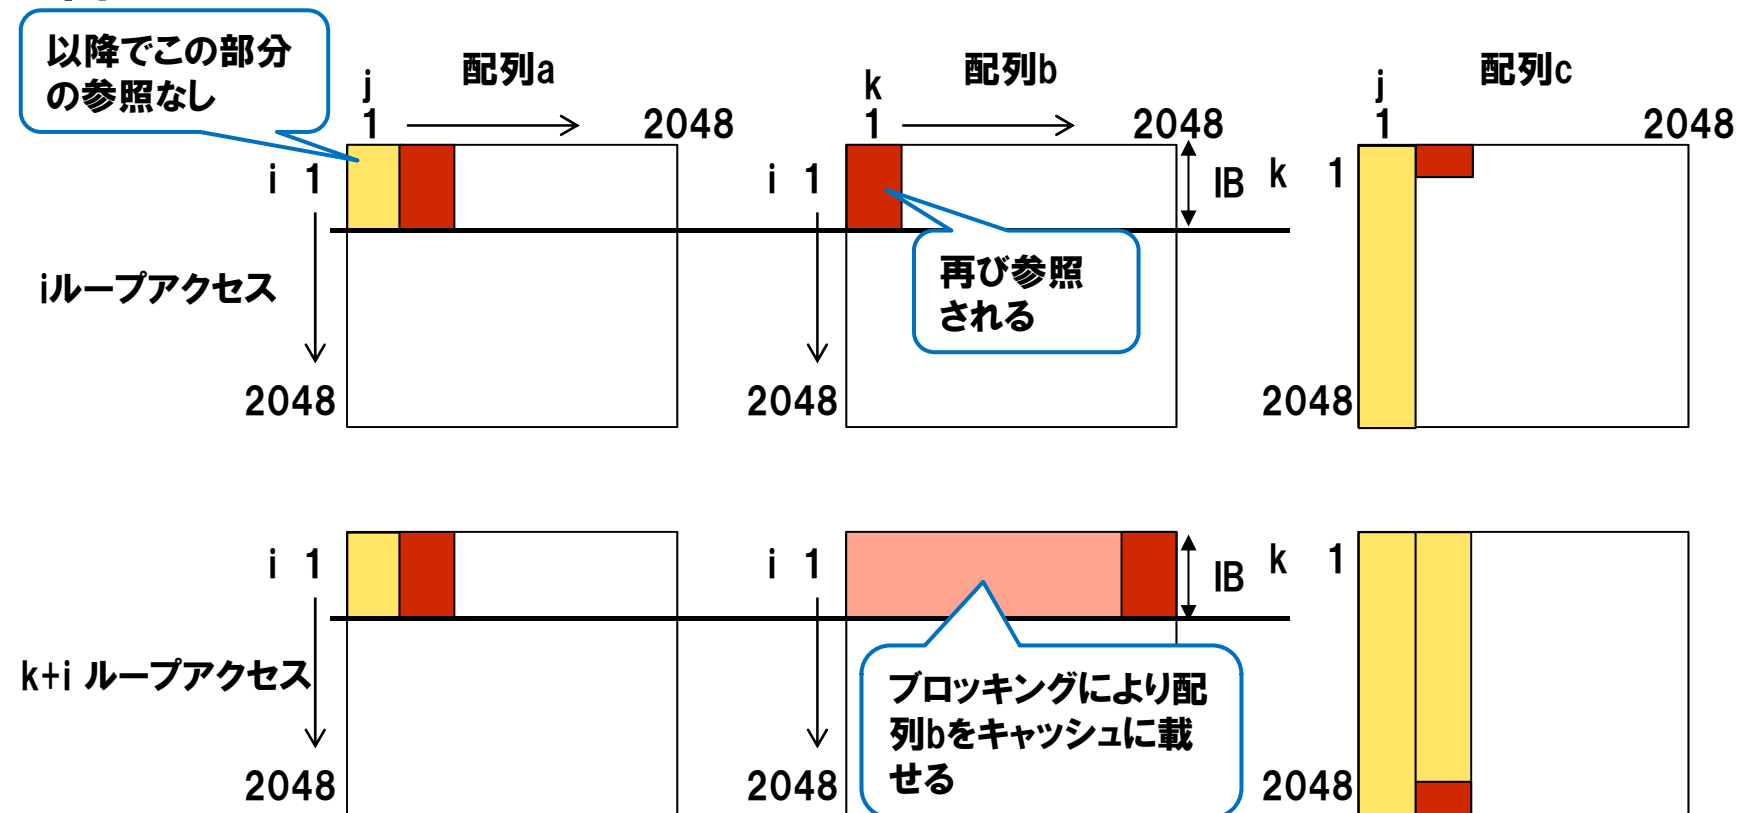 以降でこの部分
の参照なし
配列a
配列b
配列c
j
k
j
1
2048
1
2048
1
2048
i 1
i 1
IB
k 1
iループアクセス
再び参照
される
2048
2048
2048
i 1
i 1
IB
k 1
k+i ループアクセス
ブロッキングにより配
列bをキャッシュに載
せる
2048
2048
2048